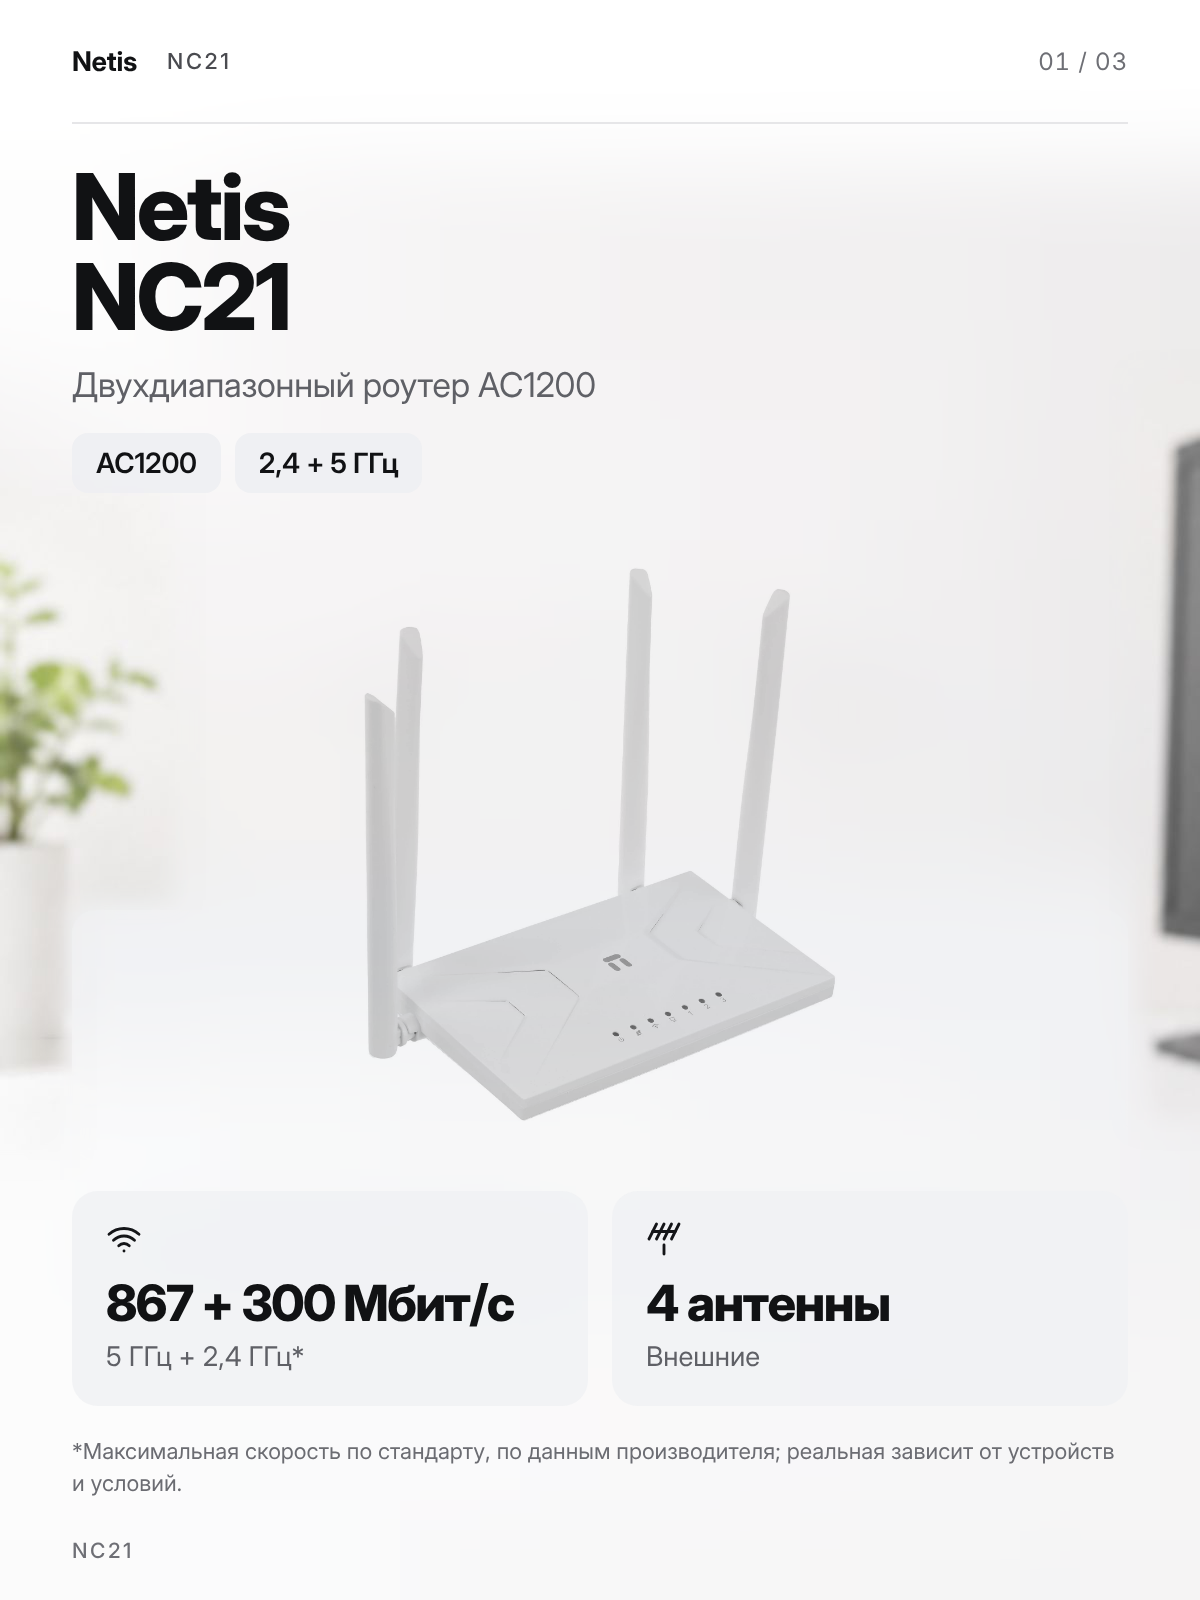 Netis NC21 01 / 03
Netis
NC21
Двухдиапазонный роутер AC1200
AC1200 2,4 + 5 ГГц
867 + 300 Мбит/с
5 ГГц + 2,4 ГГц*
4 антенны
Внешние
*Максимальная скорость по стандарту, по данным производителя; реальная зависит от устройств
и условий.
NC21